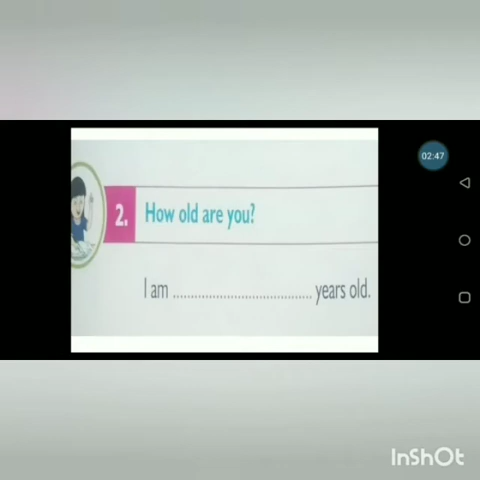 02:47
2. How old are you?
I am ........................................ years old.
InShOt